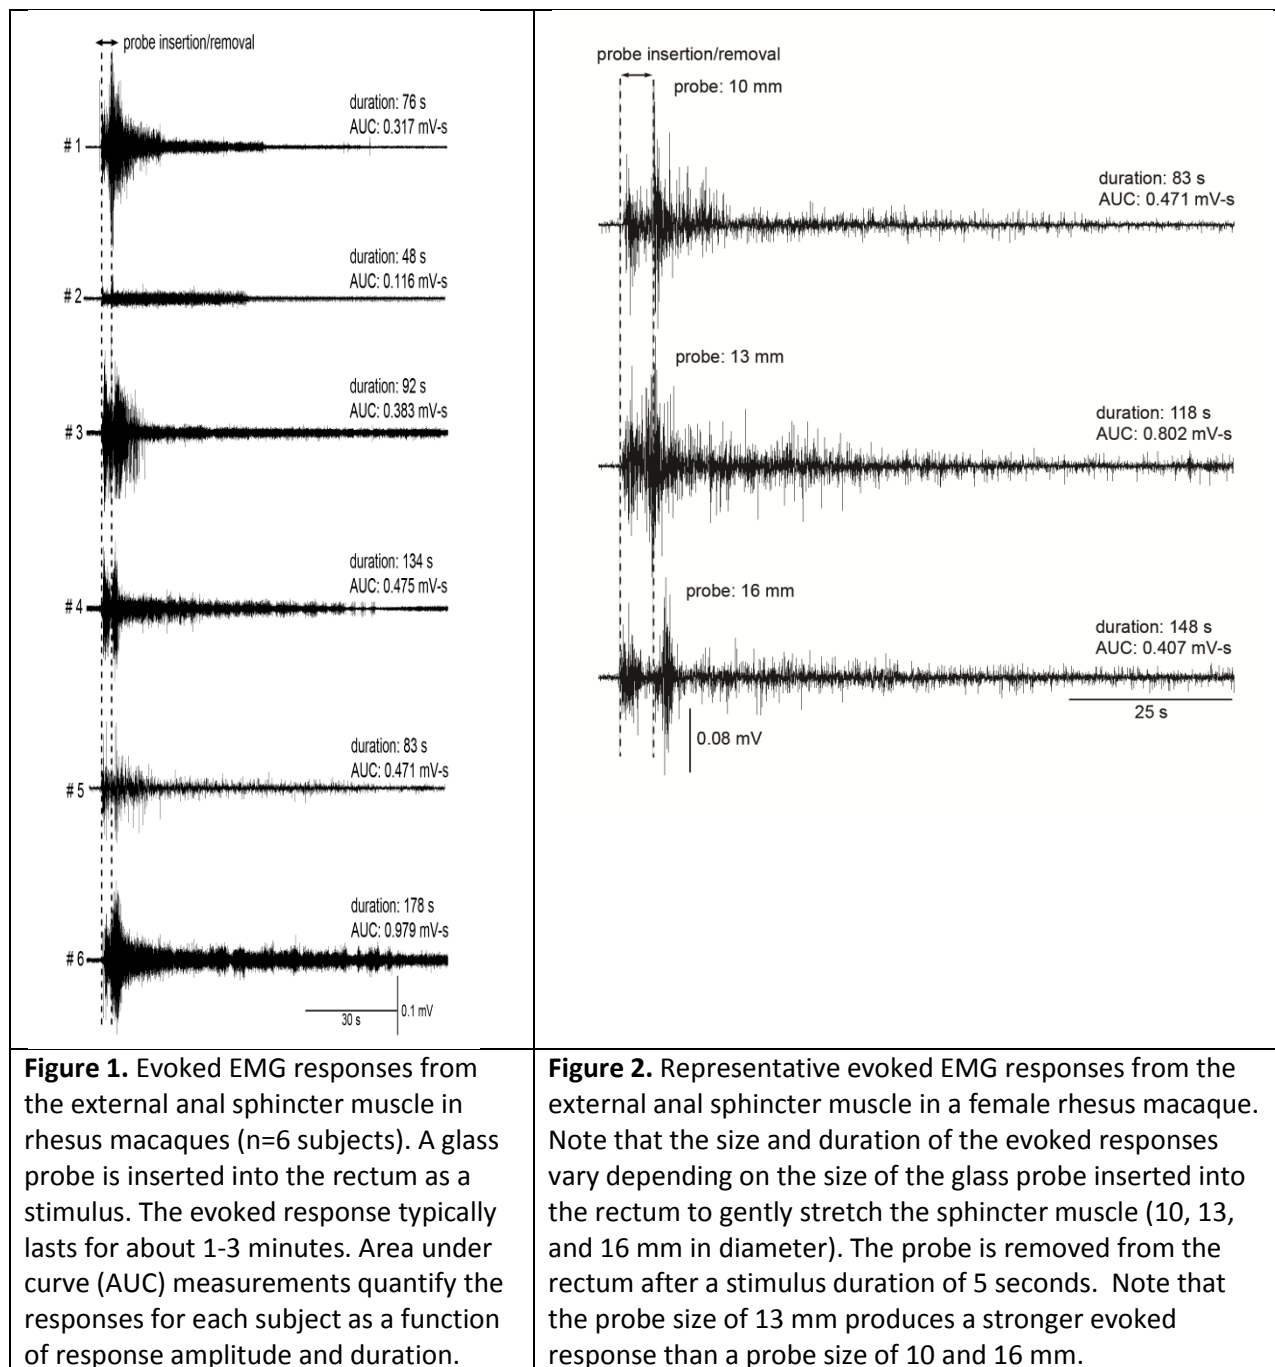 probe insertion/removal
duration: 76 s
AUC: 0.317 mV-s
# 1
duration: 48 s
AUC: 0.116 mV-s
# 2
duration: 92 s
AUC: 0.383 mV-s
#3
duration: 134 s
AUC: 0.475 mV-s
#4
duration: 83 s
AUC: 0.471 mV-s
#5
duration: 178 s
AUC: 0.979 mV-s
#6
0.1 mV
30 s
probe insertion/removal
probe: 10 mm
duration: 83 s
AUC: 0.471 mV-s
probe: 13 mm
duration: 118 s
AUC: 0.802 mV-s
probe: 16 mm
duration: 148 s
AUC: 0.407 mV-s
25 s
0.08 mV
Figure 1. Evoked EMG responses from
the external anal sphincter muscle in
rhesus macaques (n=6 subjects). A glass
probe is inserted into the rectum as a
stimulus. The evoked response typically
lasts for about 1-3 minutes. Area under
curve (AUC) measurements quantify the
responses for each subject as a function
of response amplitude and duration.
Figure 2. Representative evoked EMG responses from the
external anal sphincter muscle in a female rhesus macaque.
Note that the size and duration of the evoked responses
vary depending on the size of the glass probe inserted into
the rectum to gently stretch the sphincter muscle (10, 13,
and 16 mm in diameter). The probe is removed from the
rectum after a stimulus duration of 5 seconds.  Note that
the probe size of 13 mm produces a stronger evoked
response than a probe size of 10 and 16 mm.